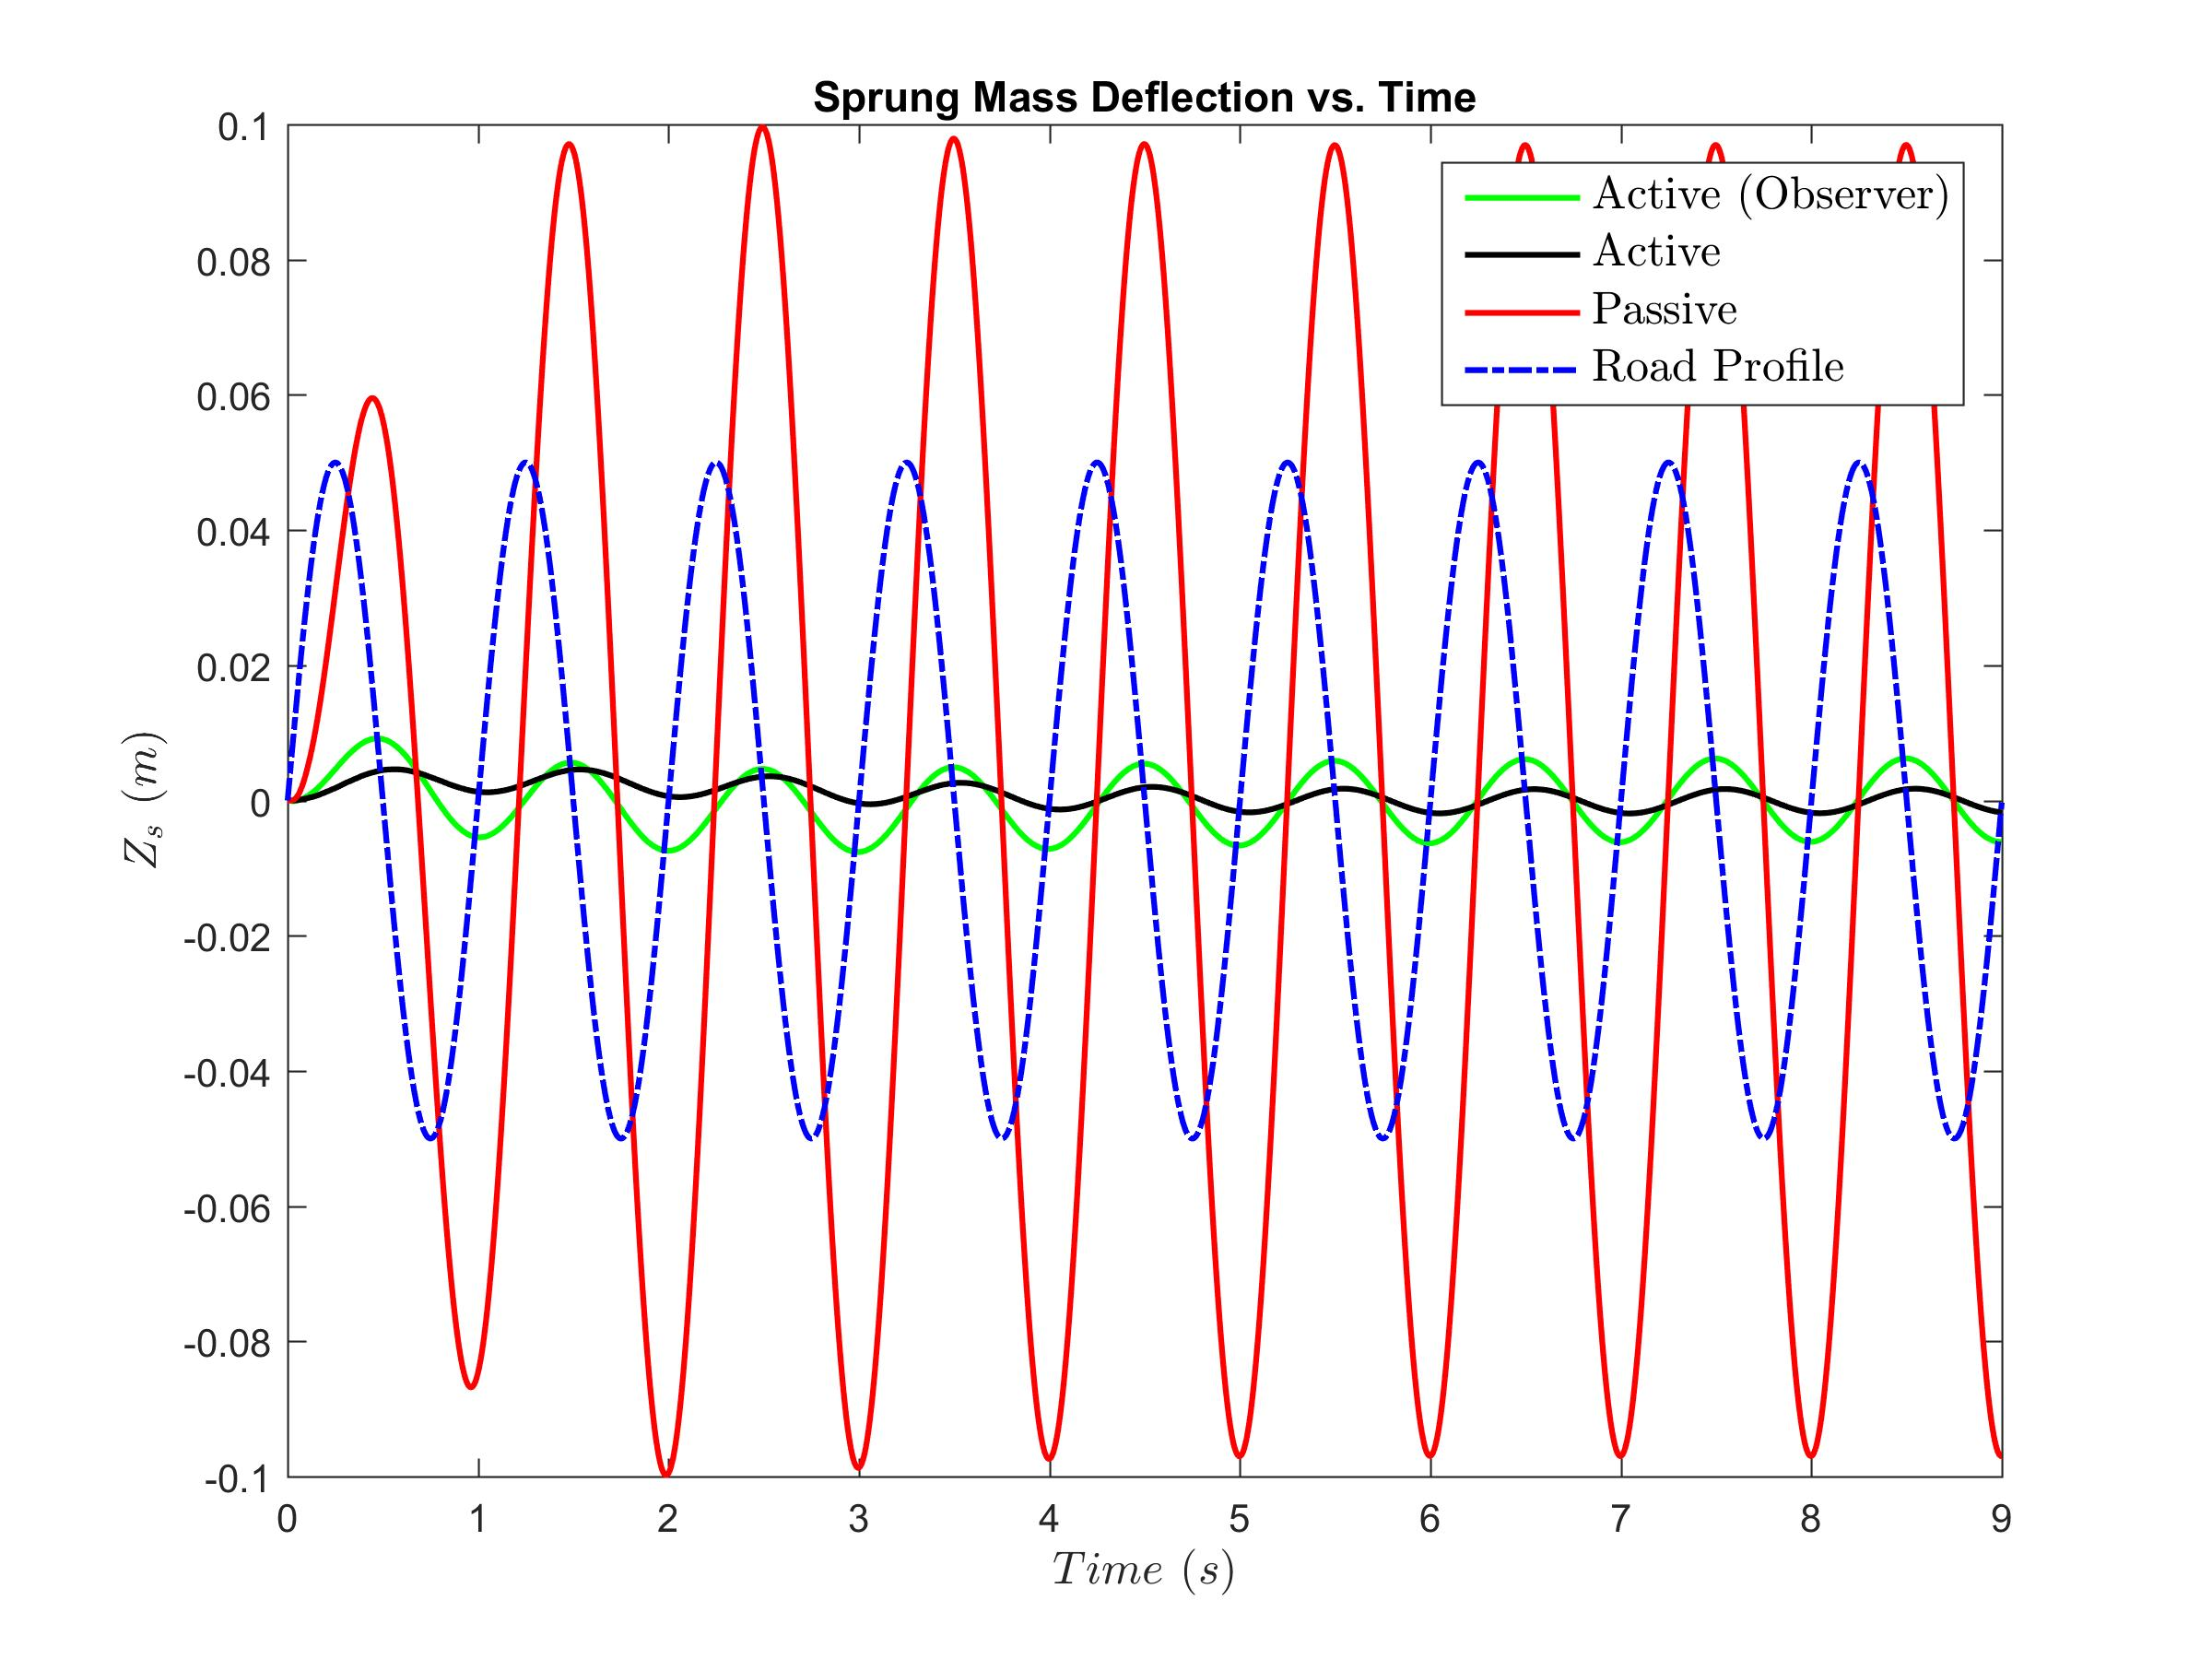 Sprung Mass Deflection vs. Time
0.1
0.08
0.06
0.04
0.02
0
-0.02
-0.04
-0.06
-0.08
-0.1
Z_s (m)
Active (Observer)
Active
Passive
Road Profile
0 1 2 3 4 5 6 7 8 9
Time (s)